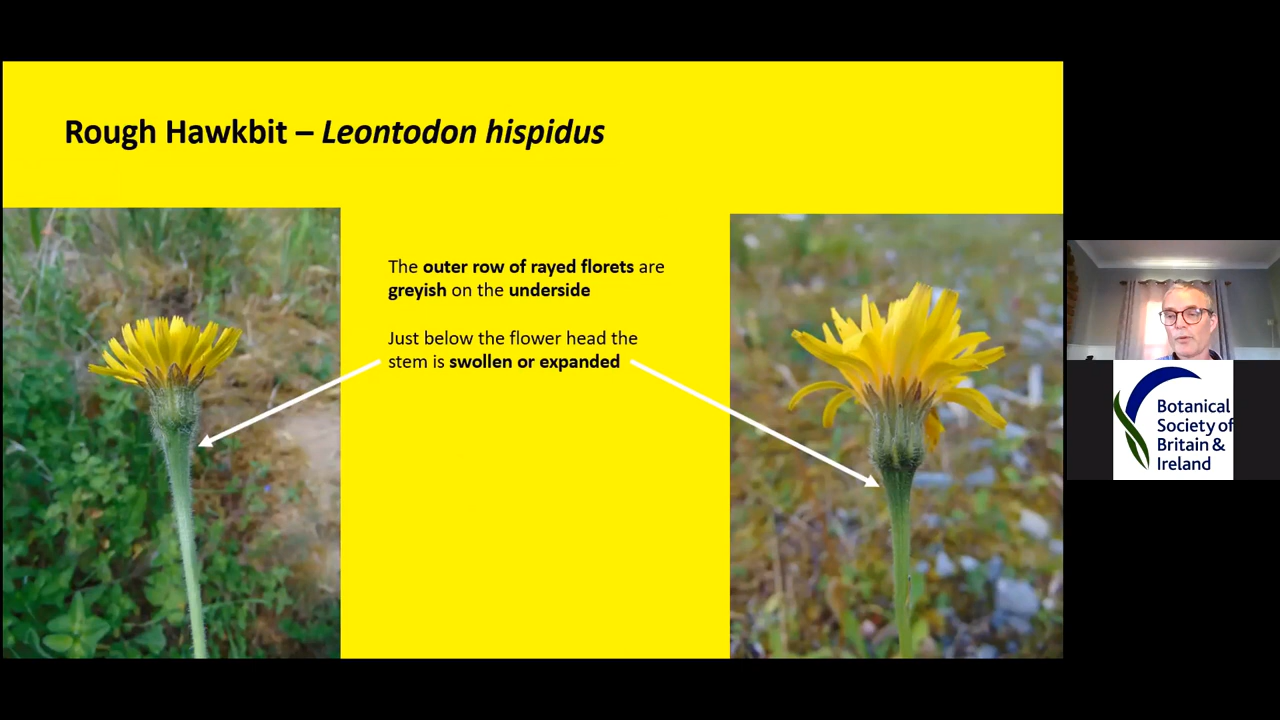 Rough Hawkbit – Leontodon hispidus
The outer row of rayed florets are
greyish on the underside
Just below the flower head the
stem is swollen or expanded
Botanical
Society of
Britain &
Ireland